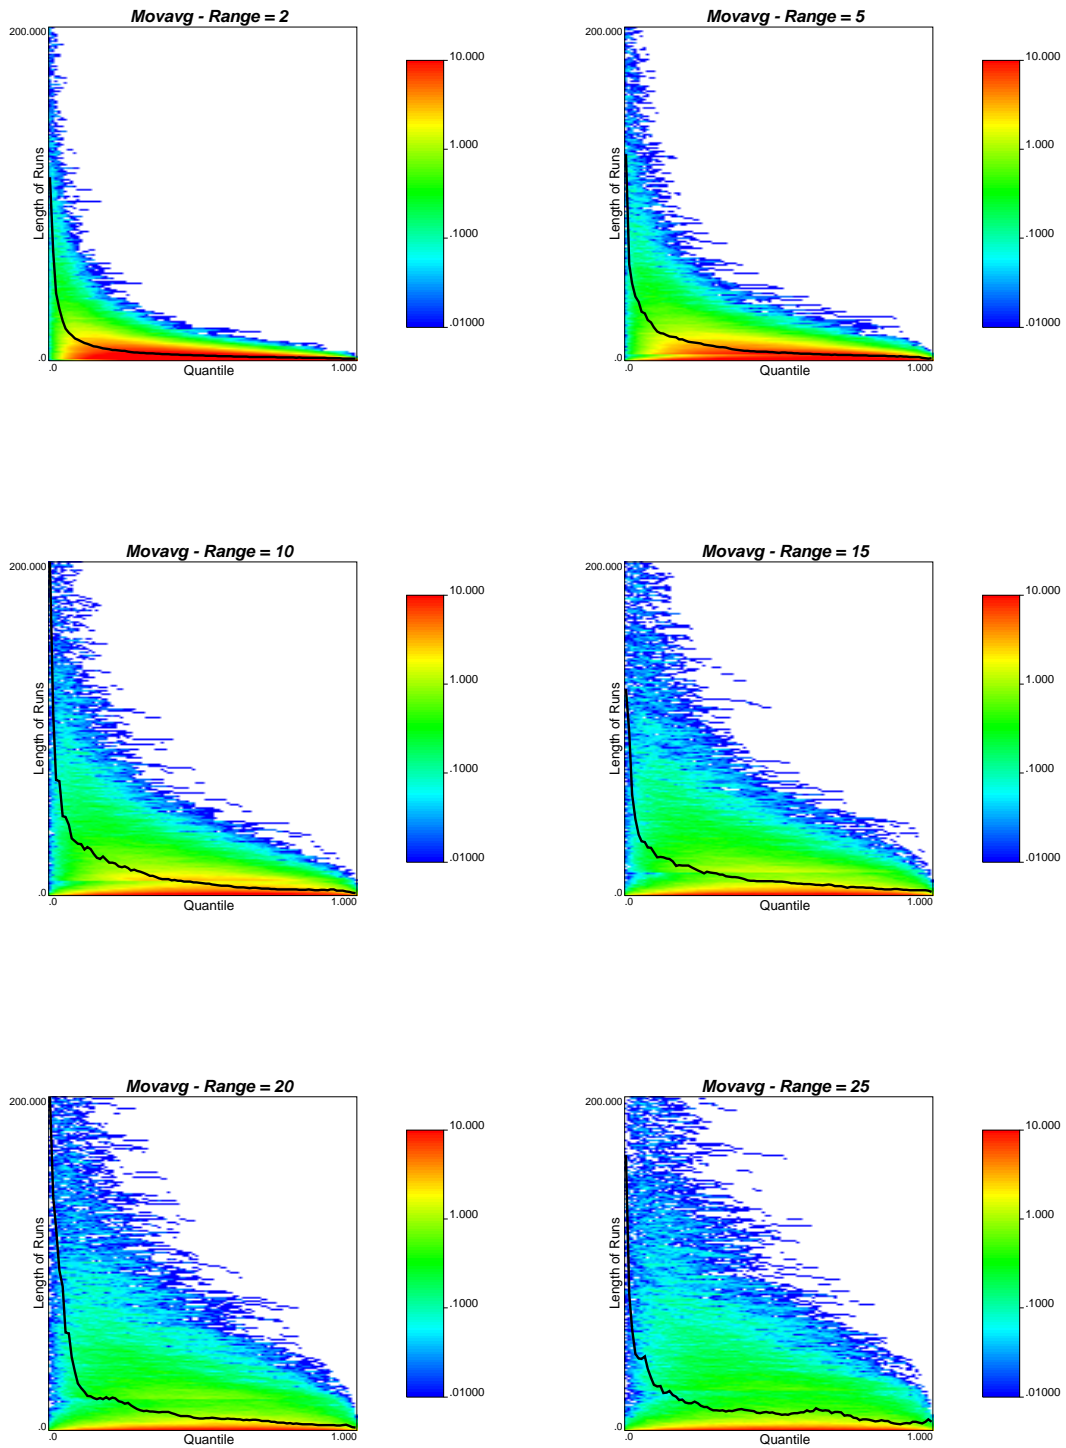 Movavg - Range = 2
200.000
Length of Runs
.0
.0
Quantile
1.000
10.000
1.000
.1000
.01000
Movavg - Range = 5
200.000
Length of Runs
.0
.0
Quantile
1.000
10.000
1.000
.1000
.01000
Movavg - Range = 10
200.000
Length of Runs
.0
.0
Quantile
1.000
10.000
1.000
.1000
.01000
Movavg - Range = 15
200.000
Length of Runs
.0
.0
Quantile
1.000
10.000
1.000
.1000
.01000
Movavg - Range = 20
200.000
Length of Runs
.0
.0
Quantile
1.000
10.000
1.000
.1000
.01000
Movavg - Range = 25
200.000
Length of Runs
.0
.0
Quantile
1.000
10.000
1.000
.1000
.01000